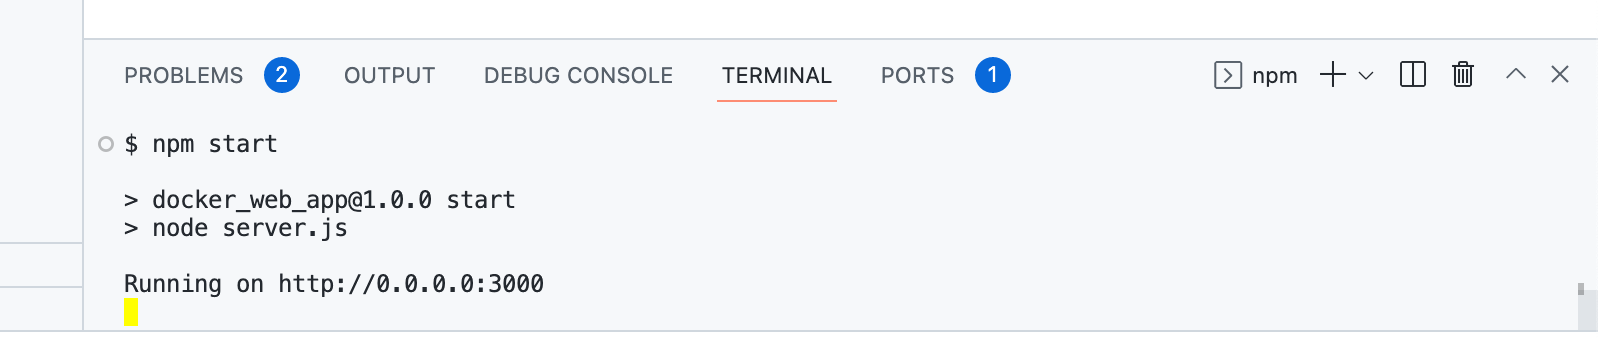 PROBLEMS 2 OUTPUT DEBUG CONSOLE TERMINAL PORTS 1 npm
$ npm start
> docker_web_app@1.0.0 start
> node server.js
Running on http://0.0.0.0:3000